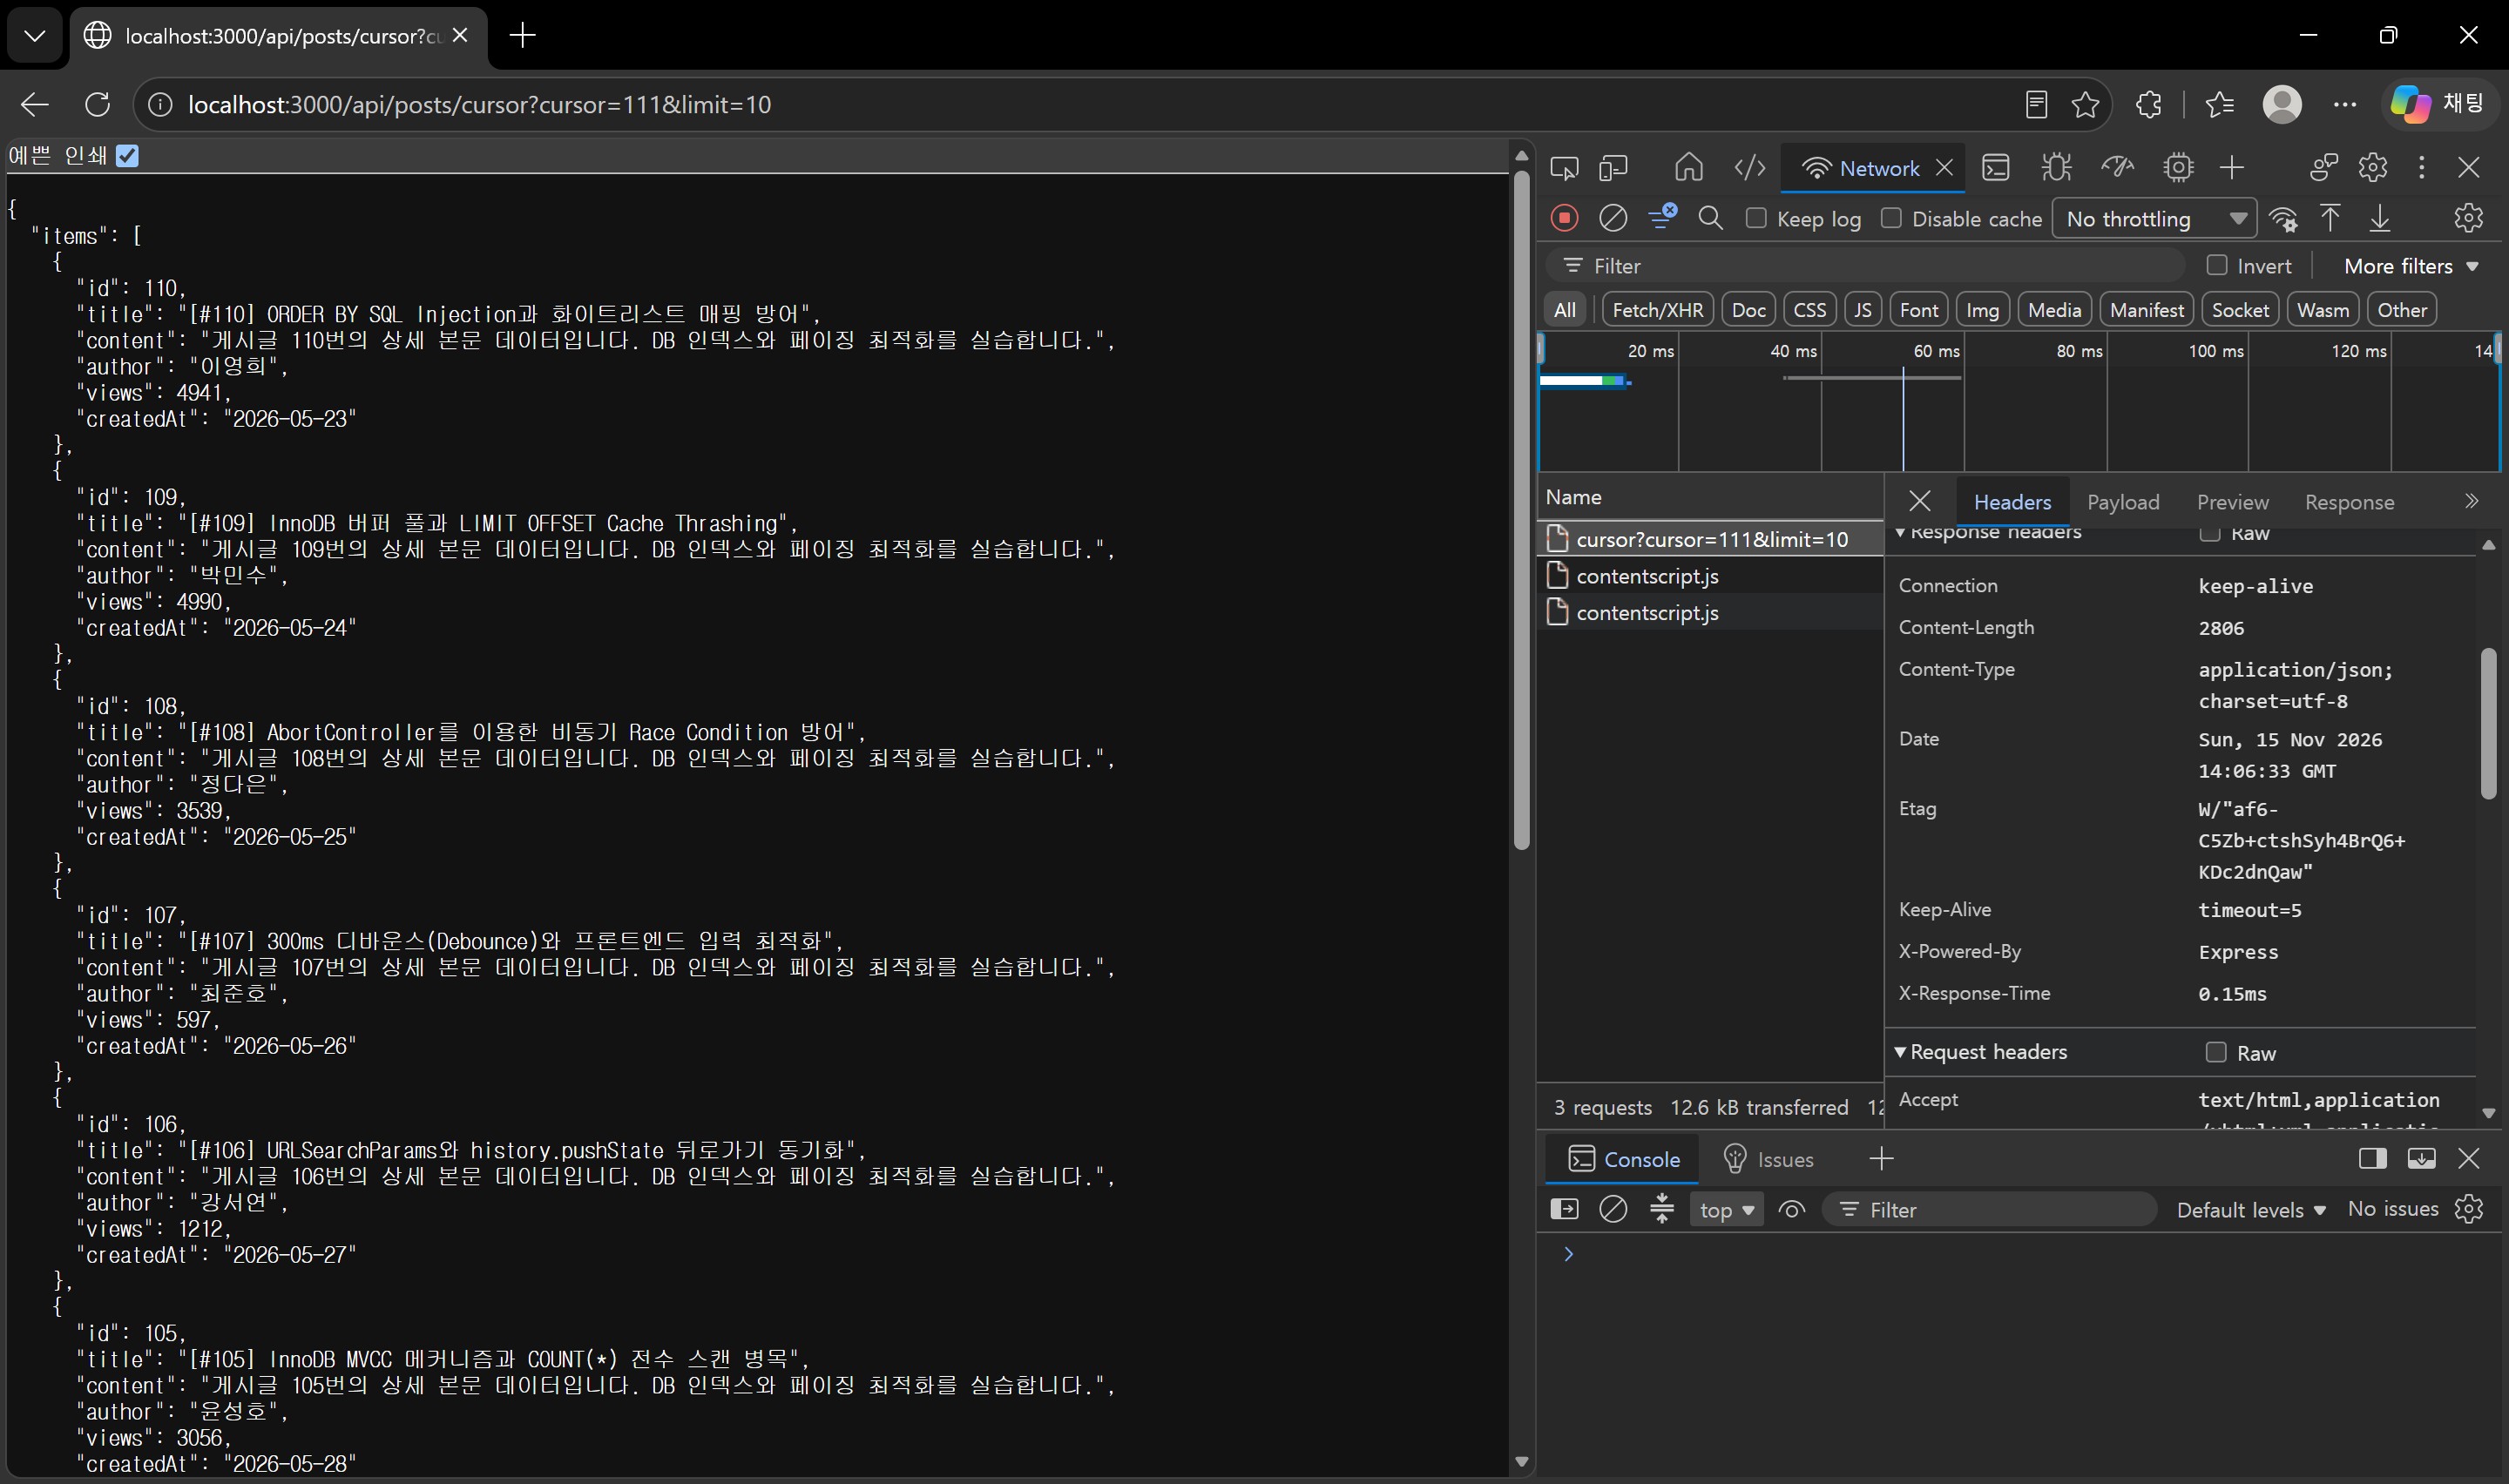 localhost:3000/api/posts/cursor?cu
localhost:3000/api/posts/cursor?cursor=111&limit=10
채팅
예쁜 인쇄
{
"items": [
{
"id": 110,
"title": "[#110] ORDER BY SQL Injection과 화이트리스트 매핑 방어",
"content": "게시글 110번의 상세 본문 데이터입니다. DB 인덱스와 페이징 최적화를 실습합니다.",
"author": "이영희",
"views": 4941,
"createdAt": "2026-05-23"
},
{
"id": 109,
"title": "[#109] InnoDB 버퍼 풀과 LIMIT OFFSET Cache Thrashing",
"content": "게시글 109번의 상세 본문 데이터입니다. DB 인덱스와 페이징 최적화를 실습합니다.",
"author": "박민수",
"views": 4990,
"createdAt": "2026-05-24"
},
{
"id": 108,
"title": "[#108] AbortController를 이용한 비동기 Race Condition 방어",
"content": "게시글 108번의 상세 본문 데이터입니다. DB 인덱스와 페이징 최적화를 실습합니다.",
"author": "정다은",
"views": 3539,
"createdAt": "2026-05-25"
},
{
"id": 107,
"title": "[#107] 300ms 디바운스(Debounce)와 프론트엔드 입력 최적화",
"content": "게시글 107번의 상세 본문 데이터입니다. DB 인덱스와 페이징 최적화를 실습합니다.",
"author": "최준호",
"views": 597,
"createdAt": "2026-05-26"
},
{
"id": 106,
"title": "[#106] URLSearchParams와 history.pushState 뒤로가기 동기화",
"content": "게시글 106번의 상세 본문 데이터입니다. DB 인덱스와 페이징 최적화를 실습합니다.",
"author": "강서연",
"views": 1212,
"createdAt": "2026-05-27"
},
{
"id": 105,
"title": "[#105] InnoDB MVCC 메커니즘과 COUNT(*) 전수 스캔 병목",
"content": "게시글 105번의 상세 본문 데이터입니다. DB 인덱스와 페이징 최적화를 실습합니다.",
"author": "윤성호",
"views": 3056,
"createdAt": "2026-05-28"
Network
Keep log Disable cache No throttling
Filter Invert More filters
All Fetch/XHR Doc CSS JS Font Img Media Manifest Socket Wasm Other
20 ms 40 ms 60 ms 80 ms 100 ms 120 ms 14
Name
cursor?cursor=111&limit=10
contentscript.js
contentscript.js
3 requests 12.6 kB transferred 12
Headers Payload Preview Response
Response headers Raw
Connection keep-alive
Content-Length 2806
Content-Type application/json;
charset=utf-8
Date Sun, 15 Nov 2026
14:06:33 GMT
Etag W/"af6-
C5Zb+ctshSyh4BrQ6+
KDc2dnQaw"
Keep-Alive timeout=5
X-Powered-By Express
X-Response-Time 0.15ms
Request headers Raw
Accept text/html,application
Console Issues
top Filter Default levels No issues